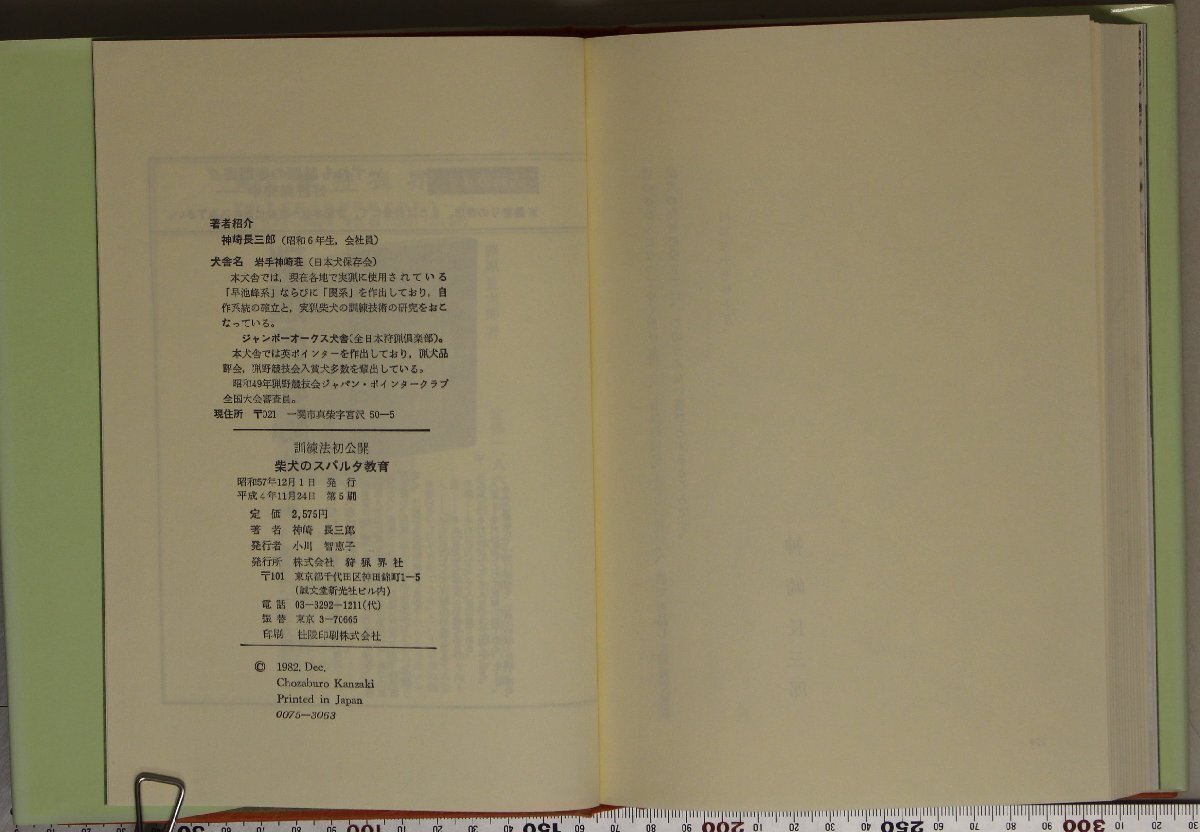 著者紹介
神崎長三郎（昭和6年生，会社員）
犬舎名　岩手神崎荘（日本犬保存会）
本犬舎では，現在各地で実猟に使用されている
「早池峰系」ならびに「魔系」を作出しており，自
作系統の確立と，実猟柴犬の訓練技術の研究をおこ
なっている。
ジャンボーオークス犬舎（全日本狩猟倶楽部）。
本犬舎では英ポインターを作出しており，猟犬品
評会，猟野競技会入賞犬多数を輩出している。
昭和49年猟野競技会ジャパン・ポインタークラブ
全国大会審査員。
現住所　〒021　一関市真柴字宮沢 50—5
訓練法初公開
柴犬のスパルタ教育
昭和57年12月1日　発　行
平成4年11月24日　第5刷
定　価　2,575円
著　者　神崎　長三郎
発行者　小川　智恵子
発行所　株式会社　狩猟界社
〒101　東京都千代田区神田錦町1—5
（誠文堂新光社ビル内）
電　話　03—3292—1211(代)
振　替　東京 3—70665
印刷　杜陵印刷株式会社
© 1982. Dec.
Chozaburo Kanzaki
Printed in Japan
0075—3063